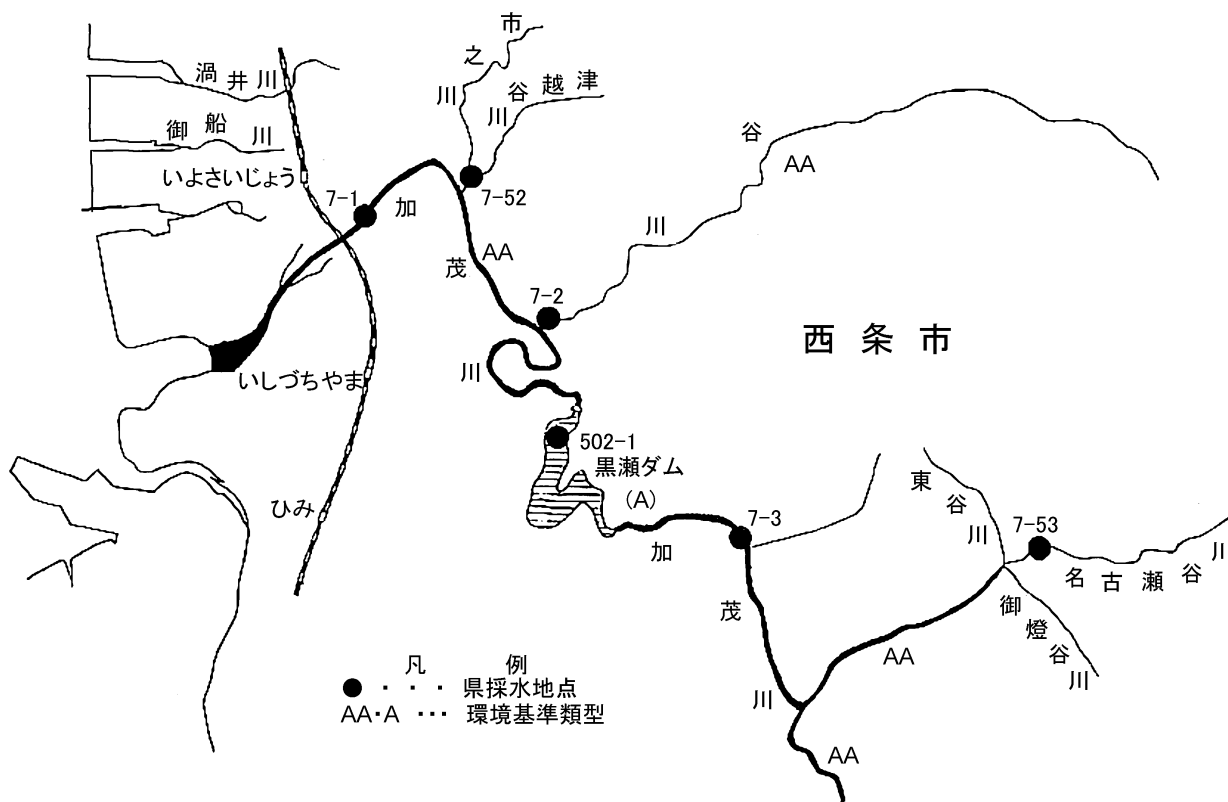 渦井川
御船川
いよさいじょう
市之川
津越谷川
谷川
AA
7-1
7-52
7-2
加茂川
AA
西条市
いしづちやま
ひみ
502-1
黒瀬ダム
(A)
7-3
加茂川
東谷川
7-53
名古瀬谷川
御燈谷川
AA
AA
凡例
●・・・県採水地点
AA・A・・・環境基準類型